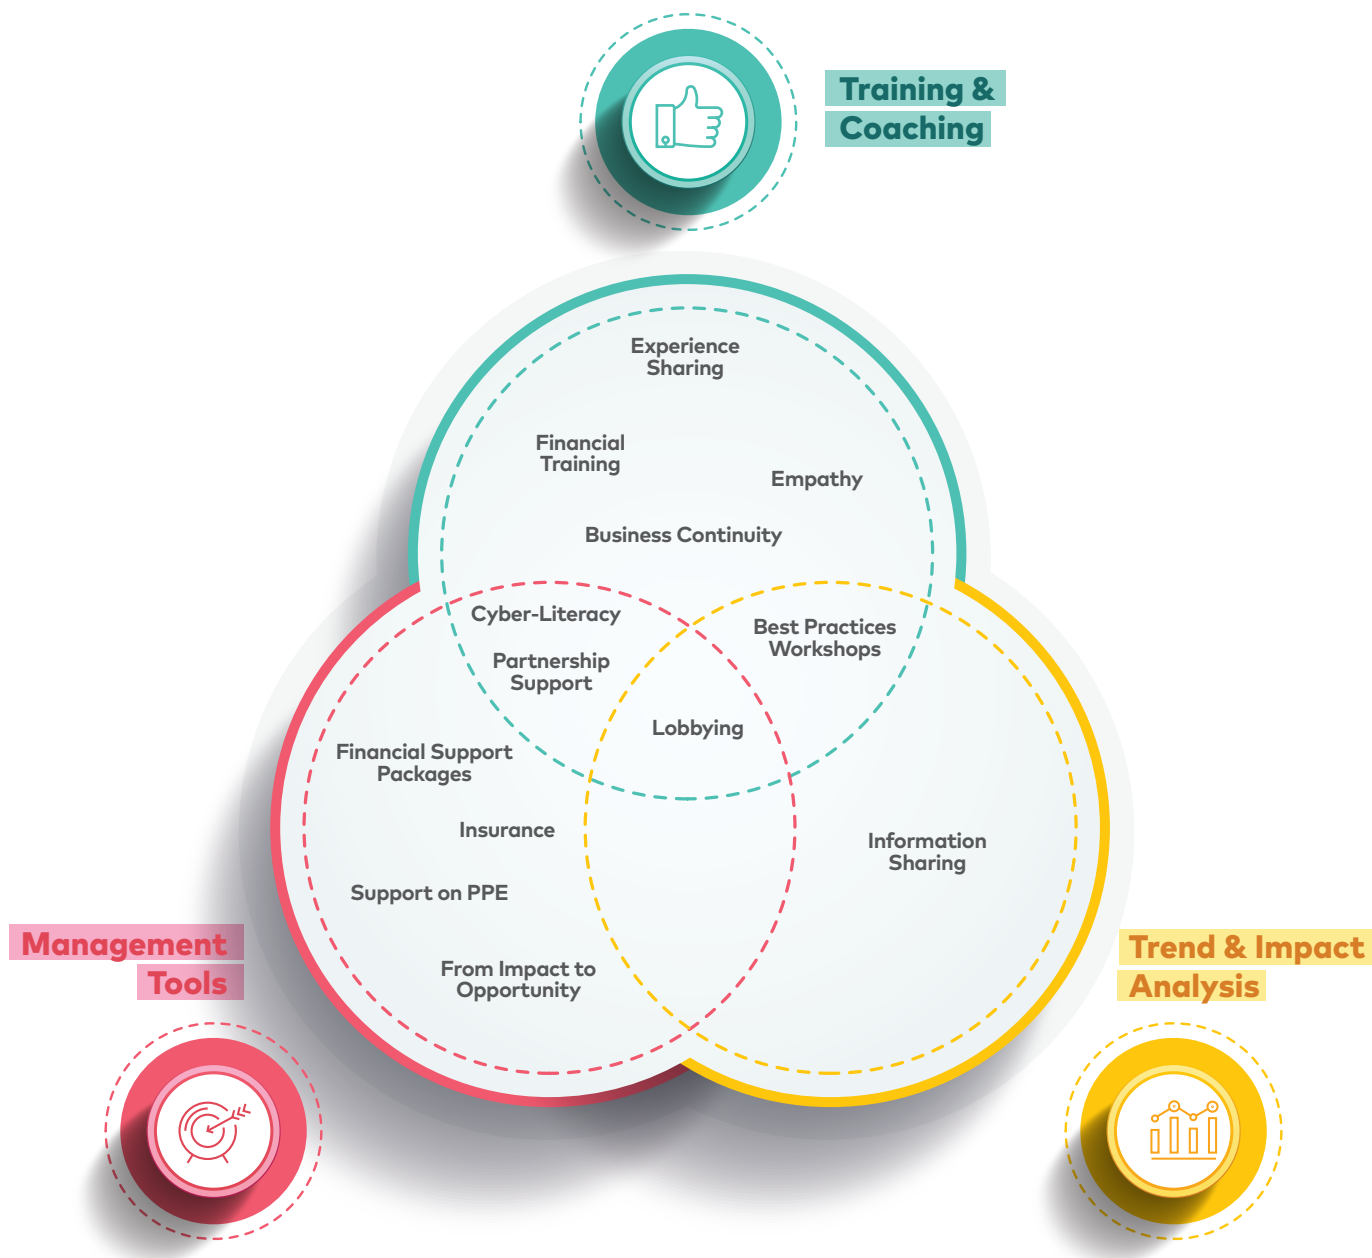 Training &
Coaching
Experience
Sharing
Financial
Training
Empathy
Business Continuity
Cyber-Literacy
Best Practices
Workshops
Partnership
Support
Lobbying
Financial Support
Packages
Insurance
Information
Sharing
Support on PPE
From Impact to
Opportunity
Management
Tools
Trend & Impact
Analysis